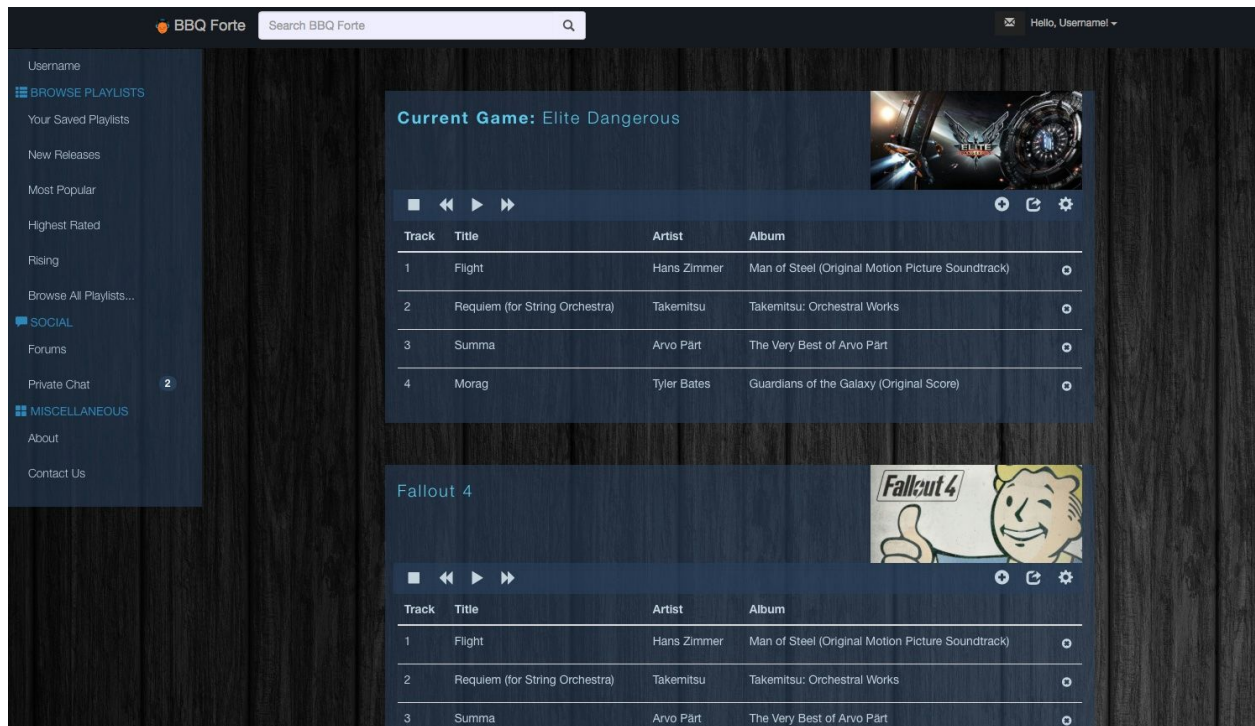 BBQ Forte Search BBQ Forte Hello, Username!
Username
BROWSE PLAYLISTS
Your Saved Playlists
New Releases
Most Popular
Highest Rated
Rising
Browse All Playlists...
SOCIAL
Forums
Private Chat 2
MISCELLANEOUS
About
Contact Us
Current Game: Elite Dangerous
ELITE
Track Title Artist Album
1 Flight Hans Zimmer Man of Steel (Original Motion Picture Soundtrack)
2 Requiem (for String Orchestra) Takemitsu Takemitsu: Orchestral Works
3 Summa Arvo Pärt The Very Best of Arvo Pärt
4 Morag Tyler Bates Guardians of the Galaxy (Original Score)
Fallout 4
Fallout 4
Track Title Artist Album
1 Flight Hans Zimmer Man of Steel (Original Motion Picture Soundtrack)
2 Requiem (for String Orchestra) Takemitsu Takemitsu: Orchestral Works
3 Summa Arvo Pärt The Very Best of Arvo Pärt